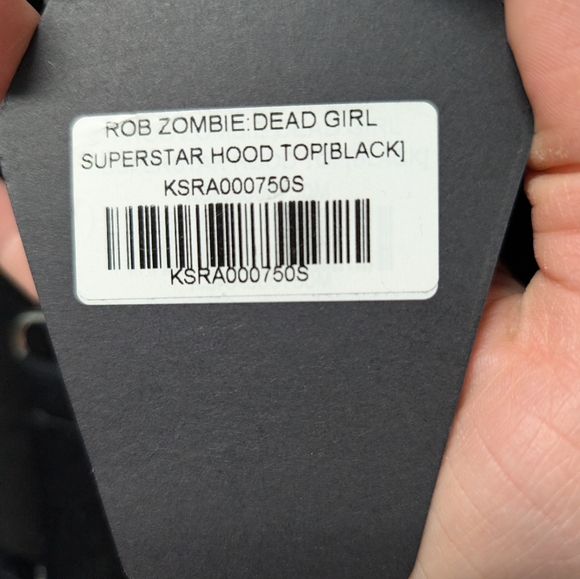 ROB ZOMBIE:DEAD GIRL
SUPERSTAR HOOD TOP[BLACK]
KSRA000750S
KSRA000750S